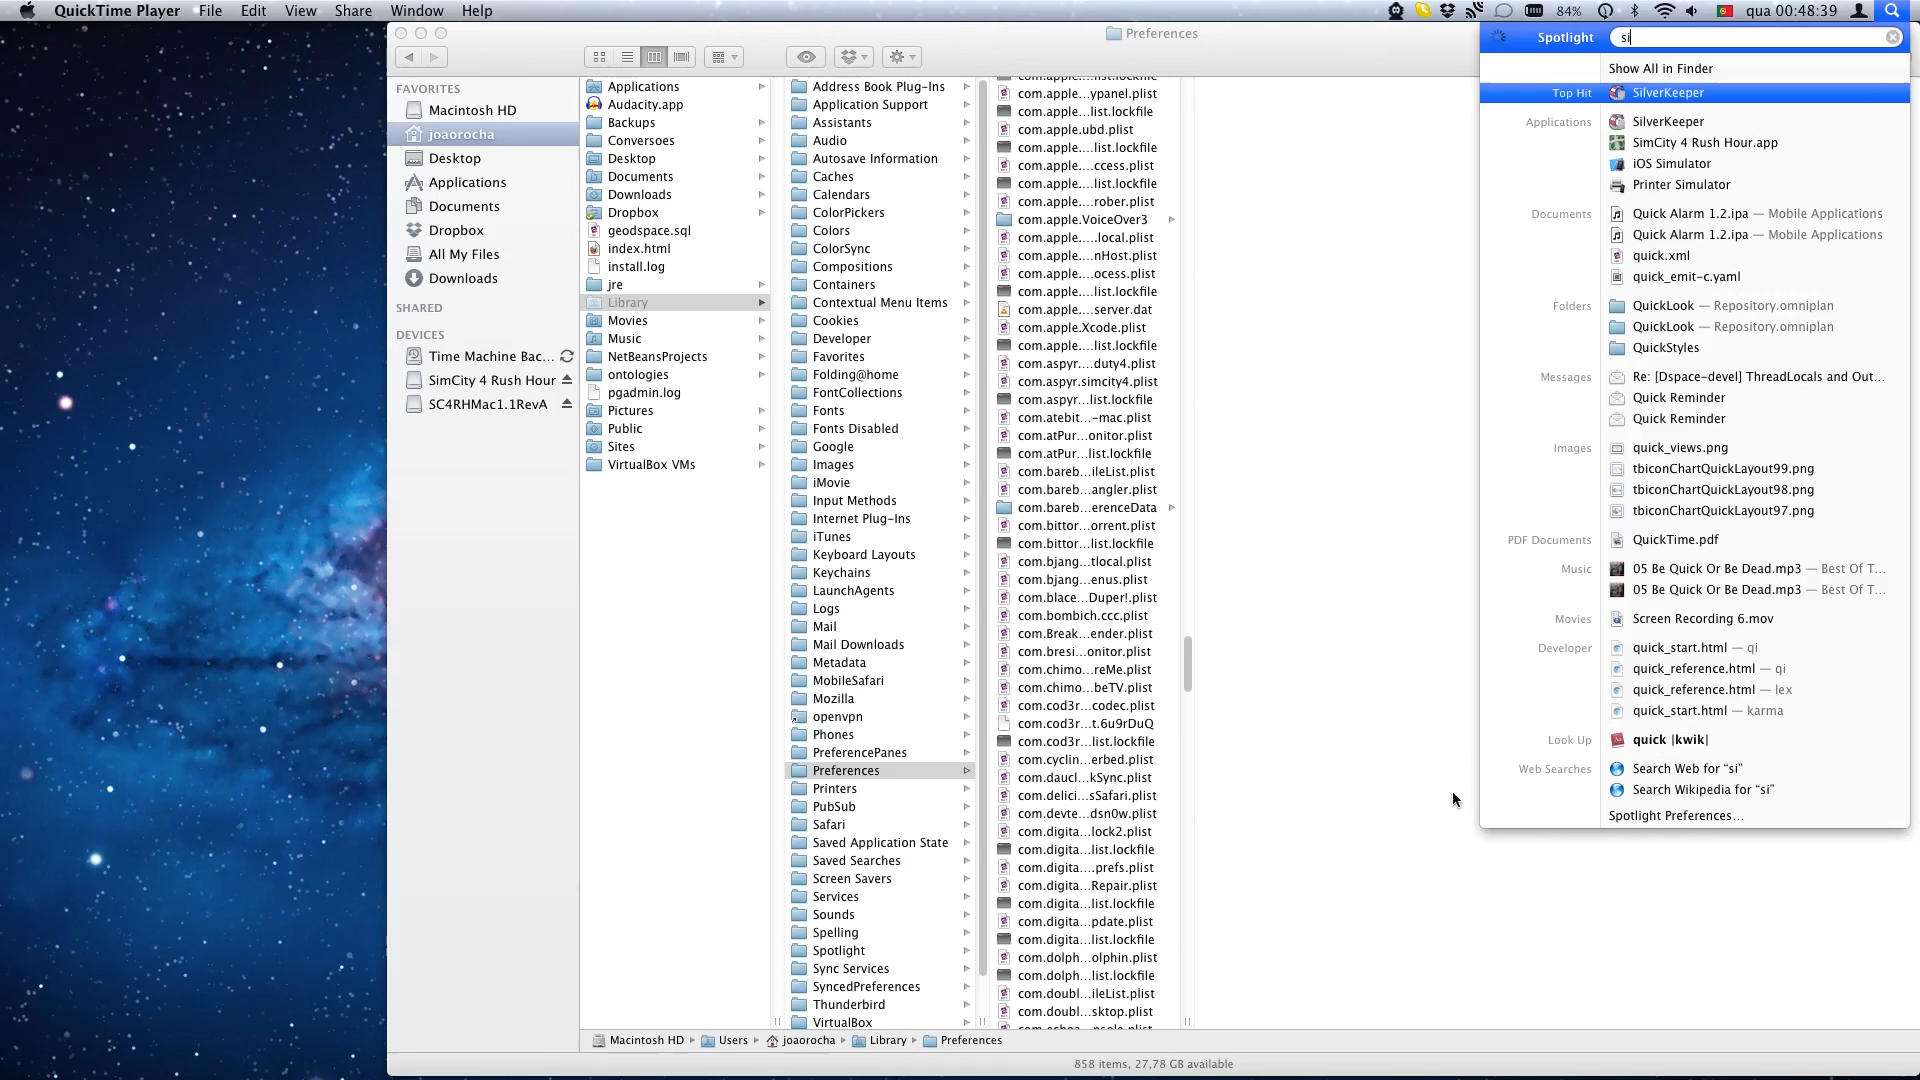 QuickTime Player File Edit View Share Window Help
84% qua 00:48:39
Preferences
Spotlight si
Show All in Finder
Top Hit SilverKeeper
Applications SilverKeeper
SimCity 4 Rush Hour.app
iOS Simulator
Printer Simulator
Documents Quick Alarm 1.2.ipa — Mobile Applications
Quick Alarm 1.2.ipa — Mobile Applications
quick.xml
quick_emit-c.yaml
Folders QuickLook — Repository.omniplan
QuickLook — Repository.omniplan
QuickStyles
Messages Re: [Dspace-devel] ThreadLocals and Out...
Quick Reminder
Quick Reminder
Images quick_views.png
tbiconChartQuickLayout99.png
tbiconChartQuickLayout98.png
tbiconChartQuickLayout97.png
PDF Documents QuickTime.pdf
Music 05 Be Quick Or Be Dead.mp3 — Best Of T...
05 Be Quick Or Be Dead.mp3 — Best Of T...
Movies Screen Recording 6.mov
Developer quick_start.html — qi
quick_reference.html — qi
quick_reference.html — lex
quick_start.html — karma
Look Up quick |kwik|
Web Searches Search Web for “si”
Search Wikipedia for “si”
Spotlight Preferences...
FAVORITES
Macintosh HD
joaorocha
Desktop
Applications
Documents
Dropbox
All My Files
Downloads
SHARED
DEVICES
Time Machine Bac...
SimCity 4 Rush Hour
SC4RHMac1.1RevA
Applications
Audacity.app
Backups
Conversoes
Desktop
Documents
Downloads
Dropbox
geodspace.sql
index.html
install.log
jre
Library
Movies
Music
NetBeansProjects
ontologies
pgadmin.log
Pictures
Public
Sites
VirtualBox VMs
Address Book Plug-Ins
Application Support
Assistants
Audio
Autosave Information
Caches
Calendars
ColorPickers
Colors
ColorSync
Compositions
Containers
Contextual Menu Items
Cookies
Developer
Favorites
Folding@home
FontCollections
Fonts
Fonts Disabled
Google
Images
iMovie
Input Methods
Internet Plug-Ins
iTunes
Keyboard Layouts
Keychains
LaunchAgents
Logs
Mail
Mail Downloads
Metadata
MobileSafari
Mozilla
openvpn
Phones
PreferencePanes
Preferences
Printers
PubSub
Safari
Saved Application State
Saved Searches
Screen Savers
Services
Sounds
Spelling
Spotlight
Sync Services
SyncedPreferences
Thunderbird
VirtualBox
com.apple....list.lockfile
com.apple....ypanel.plist
com.apple....list.lockfile
com.apple.ubd.plist
com.apple....list.lockfile
com.apple....ccess.plist
com.apple....list.lockfile
com.apple....rober.plist
com.apple.VoiceOver3
com.apple.....local.plist
com.apple....nHost.plist
com.apple....ocess.plist
com.apple....list.lockfile
com.apple....server.dat
com.apple.Xcode.plist
com.apple....list.lockfile
com.aspyr....duty4.plist
com.aspyr.simcity4.plist
com.aspyr....list.lockfile
com.atebit...-mac.plist
com.atPur...onitor.plist
com.atPur...list.lockfile
com.bareb...ileList.plist
com.bareb...angler.plist
com.bareb...erenceData
com.bittor...orrent.plist
com.bittor...list.lockfile
com.bjang...tlocal.plist
com.bjang...enus.plist
com.blace...Duper!.plist
com.bombich.ccc.plist
com.Break...ender.plist
com.bresi...onitor.plist
com.chimo...reMe.plist
com.chimo...beTV.plist
com.cod3r...codec.plist
com.cod3r...t.6u9rDuQ
com.cod3r...list.lockfile
com.cyclin...erbed.plist
com.daucl...kSync.plist
com.delici...sSafari.plist
com.devte...dsn0w.plist
com.digita...lock2.plist
com.digita...list.lockfile
com.digita....prefs.plist
com.digita...Repair.plist
com.digita...list.lockfile
com.digita...pdate.plist
com.digita...list.lockfile
com.dolph...olphin.plist
com.dolph...list.lockfile
com.doubl...ileList.plist
com.doubl...sktop.plist
Macintosh HD Users joaorocha Library Preferences
858 items, 27,78 GB available